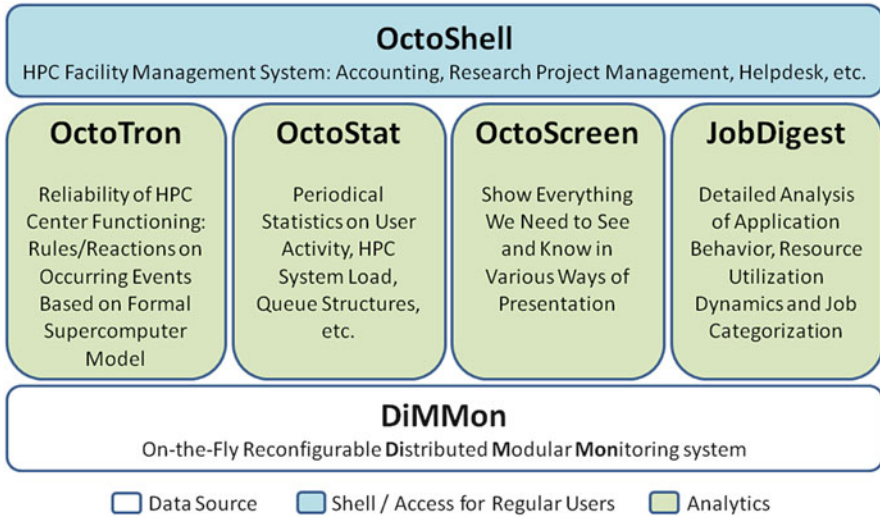 OctoShell
HPC Facility Management System: Accounting, Research Project Management, Helpdesk, etc.
OctoTron
Reliability of HPC
Center Functioning:
Rules/Reactions on
Occurring Events
Based on Formal
Supercomputer
Model
OctoStat
Periodical
Statistics on User
Activity, HPC
System Load,
Queue Structures,
etc.
OctoScreen
Show Everything
We Need to See
and Know in
Various Ways of
Presentation
JobDigest
Detailed Analysis
of Application
Behavior, Resource
Utilization
Dynamics and Job
Categorization
DiMMon
On-the-Fly Reconfigurable Distributed Modular Monitoring system
Data Source
Shell / Access for Regular Users
Analytics